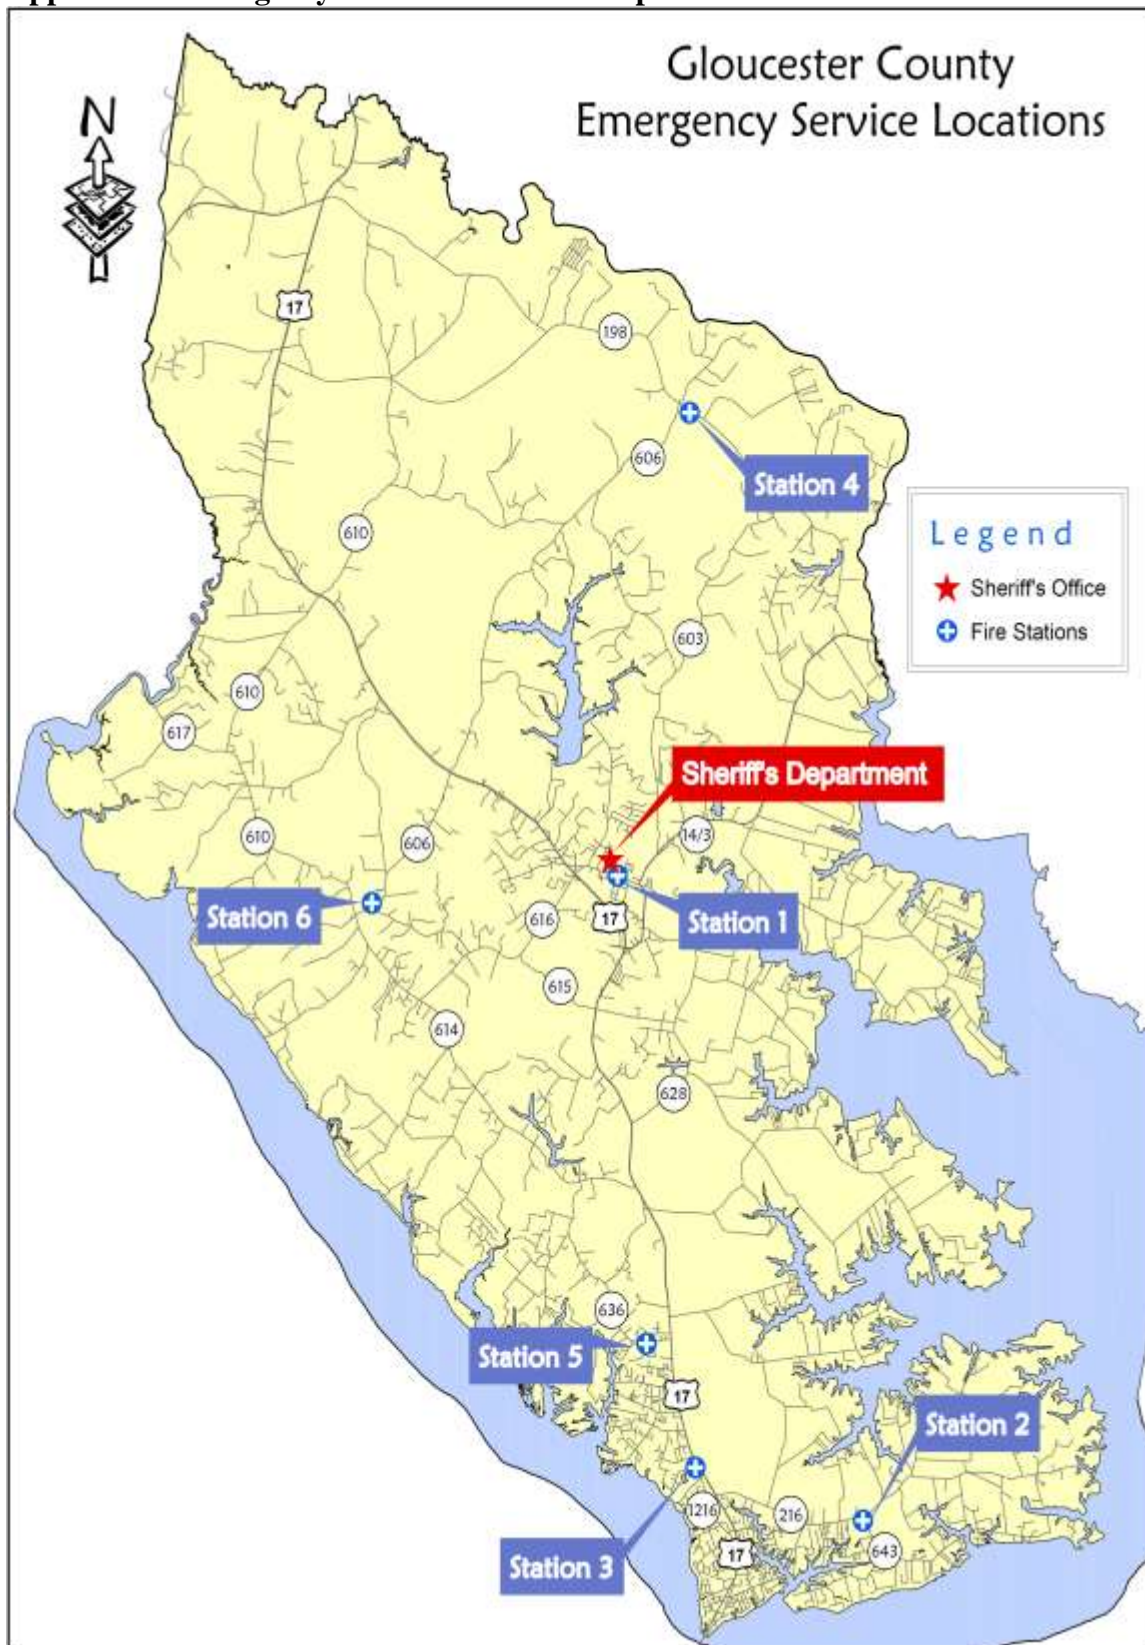 Gloucester County
Emergency Service Locations
N
17
198
606
Station 4
610
Legend
Sheriff's Office
Fire Stations
603
610
617
Sheriff's Department
14/3
610
606
Station 6
616
17
Station 1
615
614
628
636
Station 5
17
Station 2
1216
216
Station 3
17
643